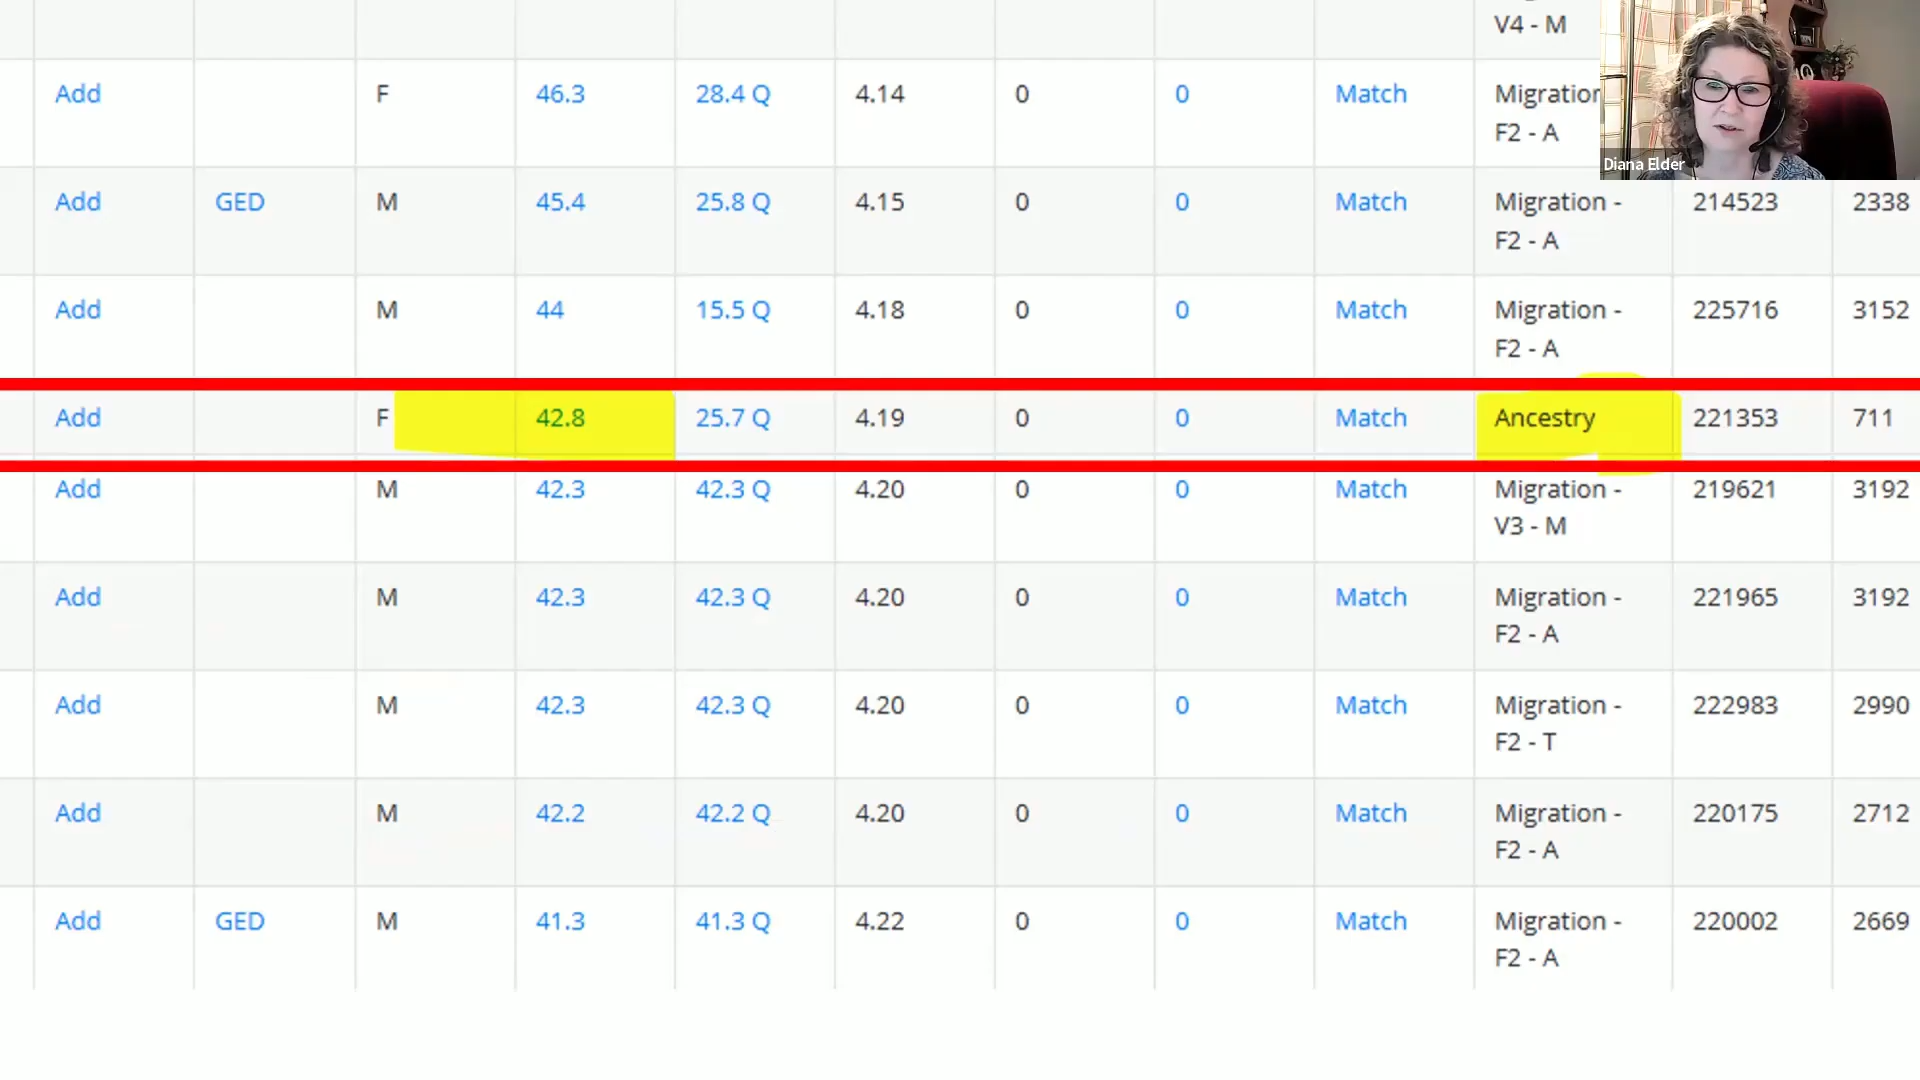 V4 - M
Add F 46.3 28.4 Q 4.14 0 0 Match Migration
F2 - A
Diana Elder
Add GED M 45.4 25.8 Q 4.15 0 0 Match Migration - 214523 2338
F2 - A
Add M 44 15.5 Q 4.18 0 0 Match Migration - 225716 3152
F2 - A
Add F 42.8 25.7 Q 4.19 0 0 Match Ancestry 221353 711
Add M 42.3 42.3 Q 4.20 0 0 Match Migration - 219621 3192
V3 - M
Add M 42.3 42.3 Q 4.20 0 0 Match Migration - 221965 3192
F2 - A
Add M 42.3 42.3 Q 4.20 0 0 Match Migration - 222983 2990
F2 - T
Add M 42.2 42.2 Q 4.20 0 0 Match Migration - 220175 2712
F2 - A
Add GED M 41.3 41.3 Q 4.22 0 0 Match Migration - 220002 2669
F2 - A